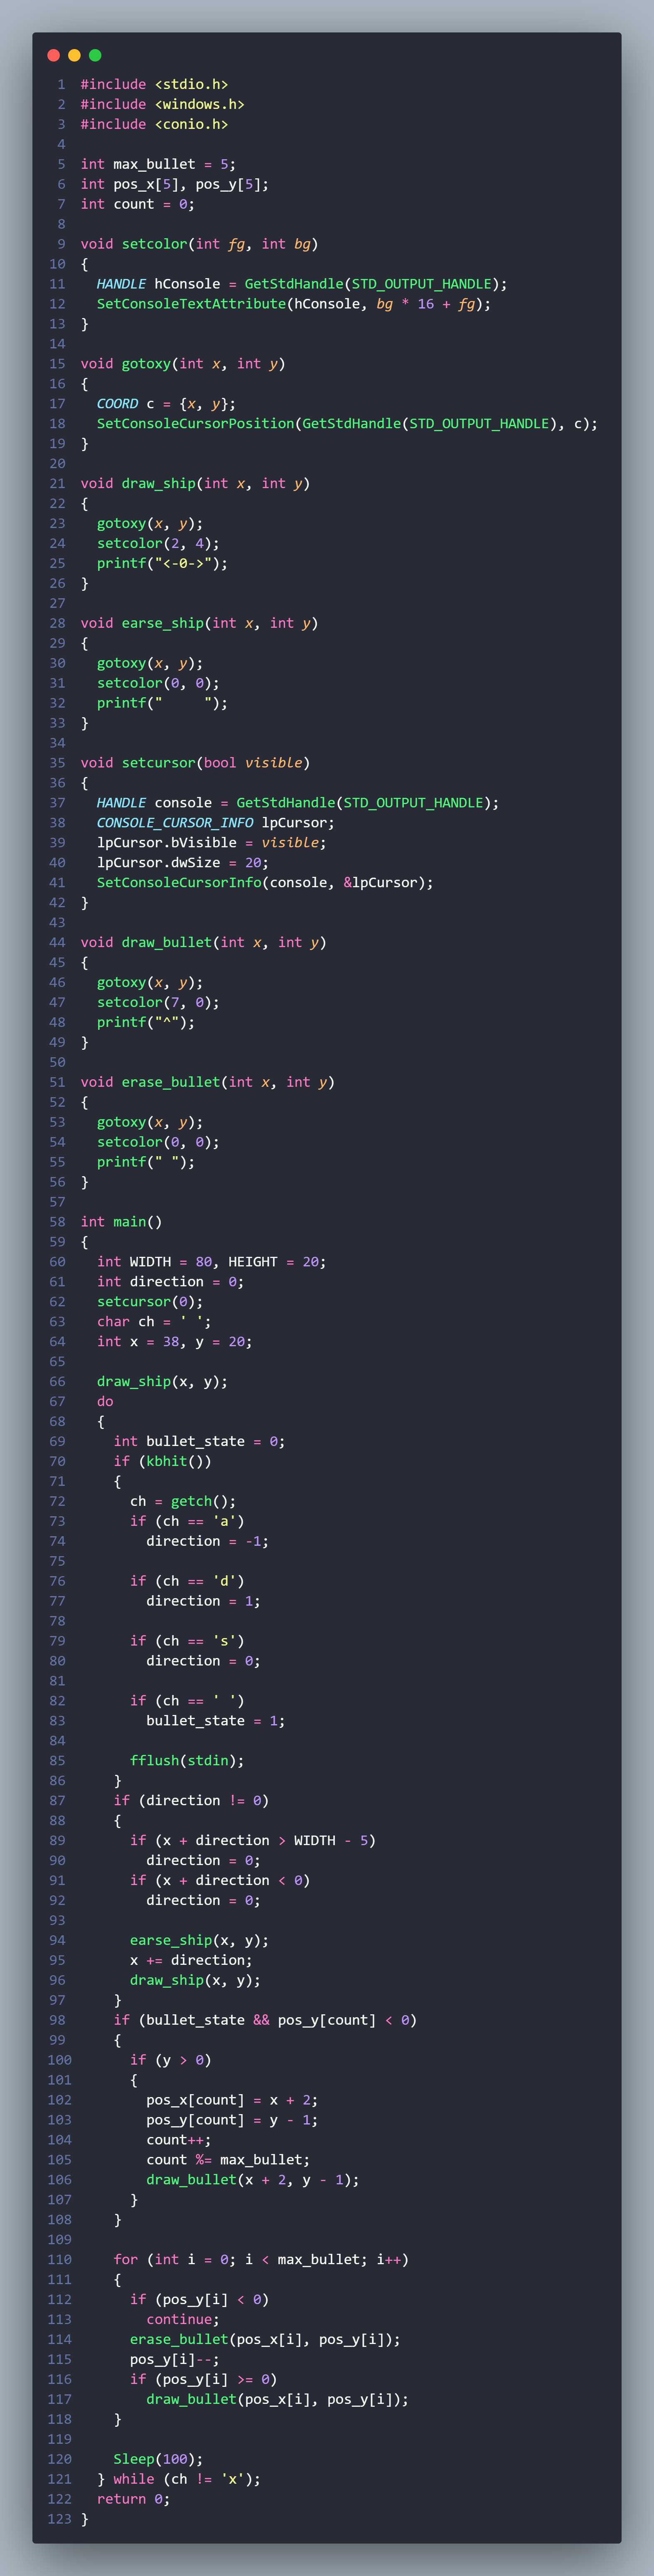 1 #include <stdio.h>
2 #include <windows.h>
3 #include <conio.h>
4
5 int max_bullet = 5;
6 int pos_x[5], pos_y[5];
7 int count = 0;
8
9 void setcolor(int fg, int bg)
10 {
11   HANDLE hConsole = GetStdHandle(STD_OUTPUT_HANDLE);
12   SetConsoleTextAttribute(hConsole, bg * 16 + fg);
13 }
14
15 void gotoxy(int x, int y)
16 {
17   COORD c = {x, y};
18   SetConsoleCursorPosition(GetStdHandle(STD_OUTPUT_HANDLE), c);
19 }
20
21 void draw_ship(int x, int y)
22 {
23   gotoxy(x, y);
24   setcolor(2, 4);
25   printf("<-0->");
26 }
27
28 void earse_ship(int x, int y)
29 {
30   gotoxy(x, y);
31   setcolor(0, 0);
32   printf("     ");
33 }
34
35 void setcursor(bool visible)
36 {
37   HANDLE console = GetStdHandle(STD_OUTPUT_HANDLE);
38   CONSOLE_CURSOR_INFO lpCursor;
39   lpCursor.bVisible = visible;
40   lpCursor.dwSize = 20;
41   SetConsoleCursorInfo(console, &lpCursor);
42 }
43
44 void draw_bullet(int x, int y)
45 {
46   gotoxy(x, y);
47   setcolor(7, 0);
48   printf("^");
49 }
50
51 void erase_bullet(int x, int y)
52 {
53   gotoxy(x, y);
54   setcolor(0, 0);
55   printf(" ");
56 }
57
58 int main()
59 {
60   int WIDTH = 80, HEIGHT = 20;
61   int direction = 0;
62   setcursor(0);
63   char ch = ' ';
64   int x = 38, y = 20;
65
66   draw_ship(x, y);
67   do
68   {
69     int bullet_state = 0;
70     if (kbhit())
71     {
72       ch = getch();
73       if (ch == 'a')
74         direction = -1;
75
76       if (ch == 'd')
77         direction = 1;
78
79       if (ch == 's')
80         direction = 0;
81
82       if (ch == ' ')
83         bullet_state = 1;
84
85       fflush(stdin);
86     }
87     if (direction != 0)
88     {
89       if (x + direction > WIDTH - 5)
90         direction = 0;
91       if (x + direction < 0)
92         direction = 0;
93
94       earse_ship(x, y);
95       x += direction;
96       draw_ship(x, y);
97     }
98     if (bullet_state && pos_y[count] < 0)
99     {
100       if (y > 0)
101       {
102         pos_x[count] = x + 2;
103         pos_y[count] = y - 1;
104         count++;
105         count %= max_bullet;
106         draw_bullet(x + 2, y - 1);
107       }
108     }
109
110     for (int i = 0; i < max_bullet; i++)
111     {
112       if (pos_y[i] < 0)
113         continue;
114       erase_bullet(pos_x[i], pos_y[i]);
115       pos_y[i]--;
116       if (pos_y[i] >= 0)
117         draw_bullet(pos_x[i], pos_y[i]);
118     }
119
120     Sleep(100);
121   } while (ch != 'x');
122   return 0;
123 }